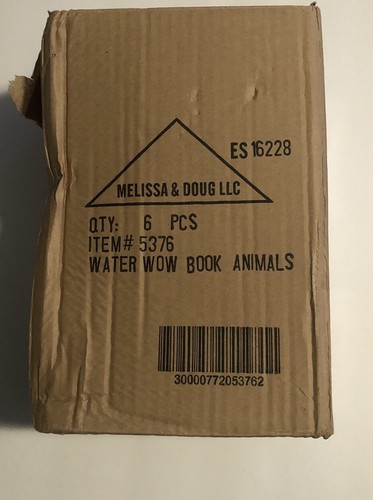 ES 16228
MELISSA & DOUG LLC
QTY: 6 PCS
ITEM# 5376
WATER WOW BOOK ANIMALS
30000772053762